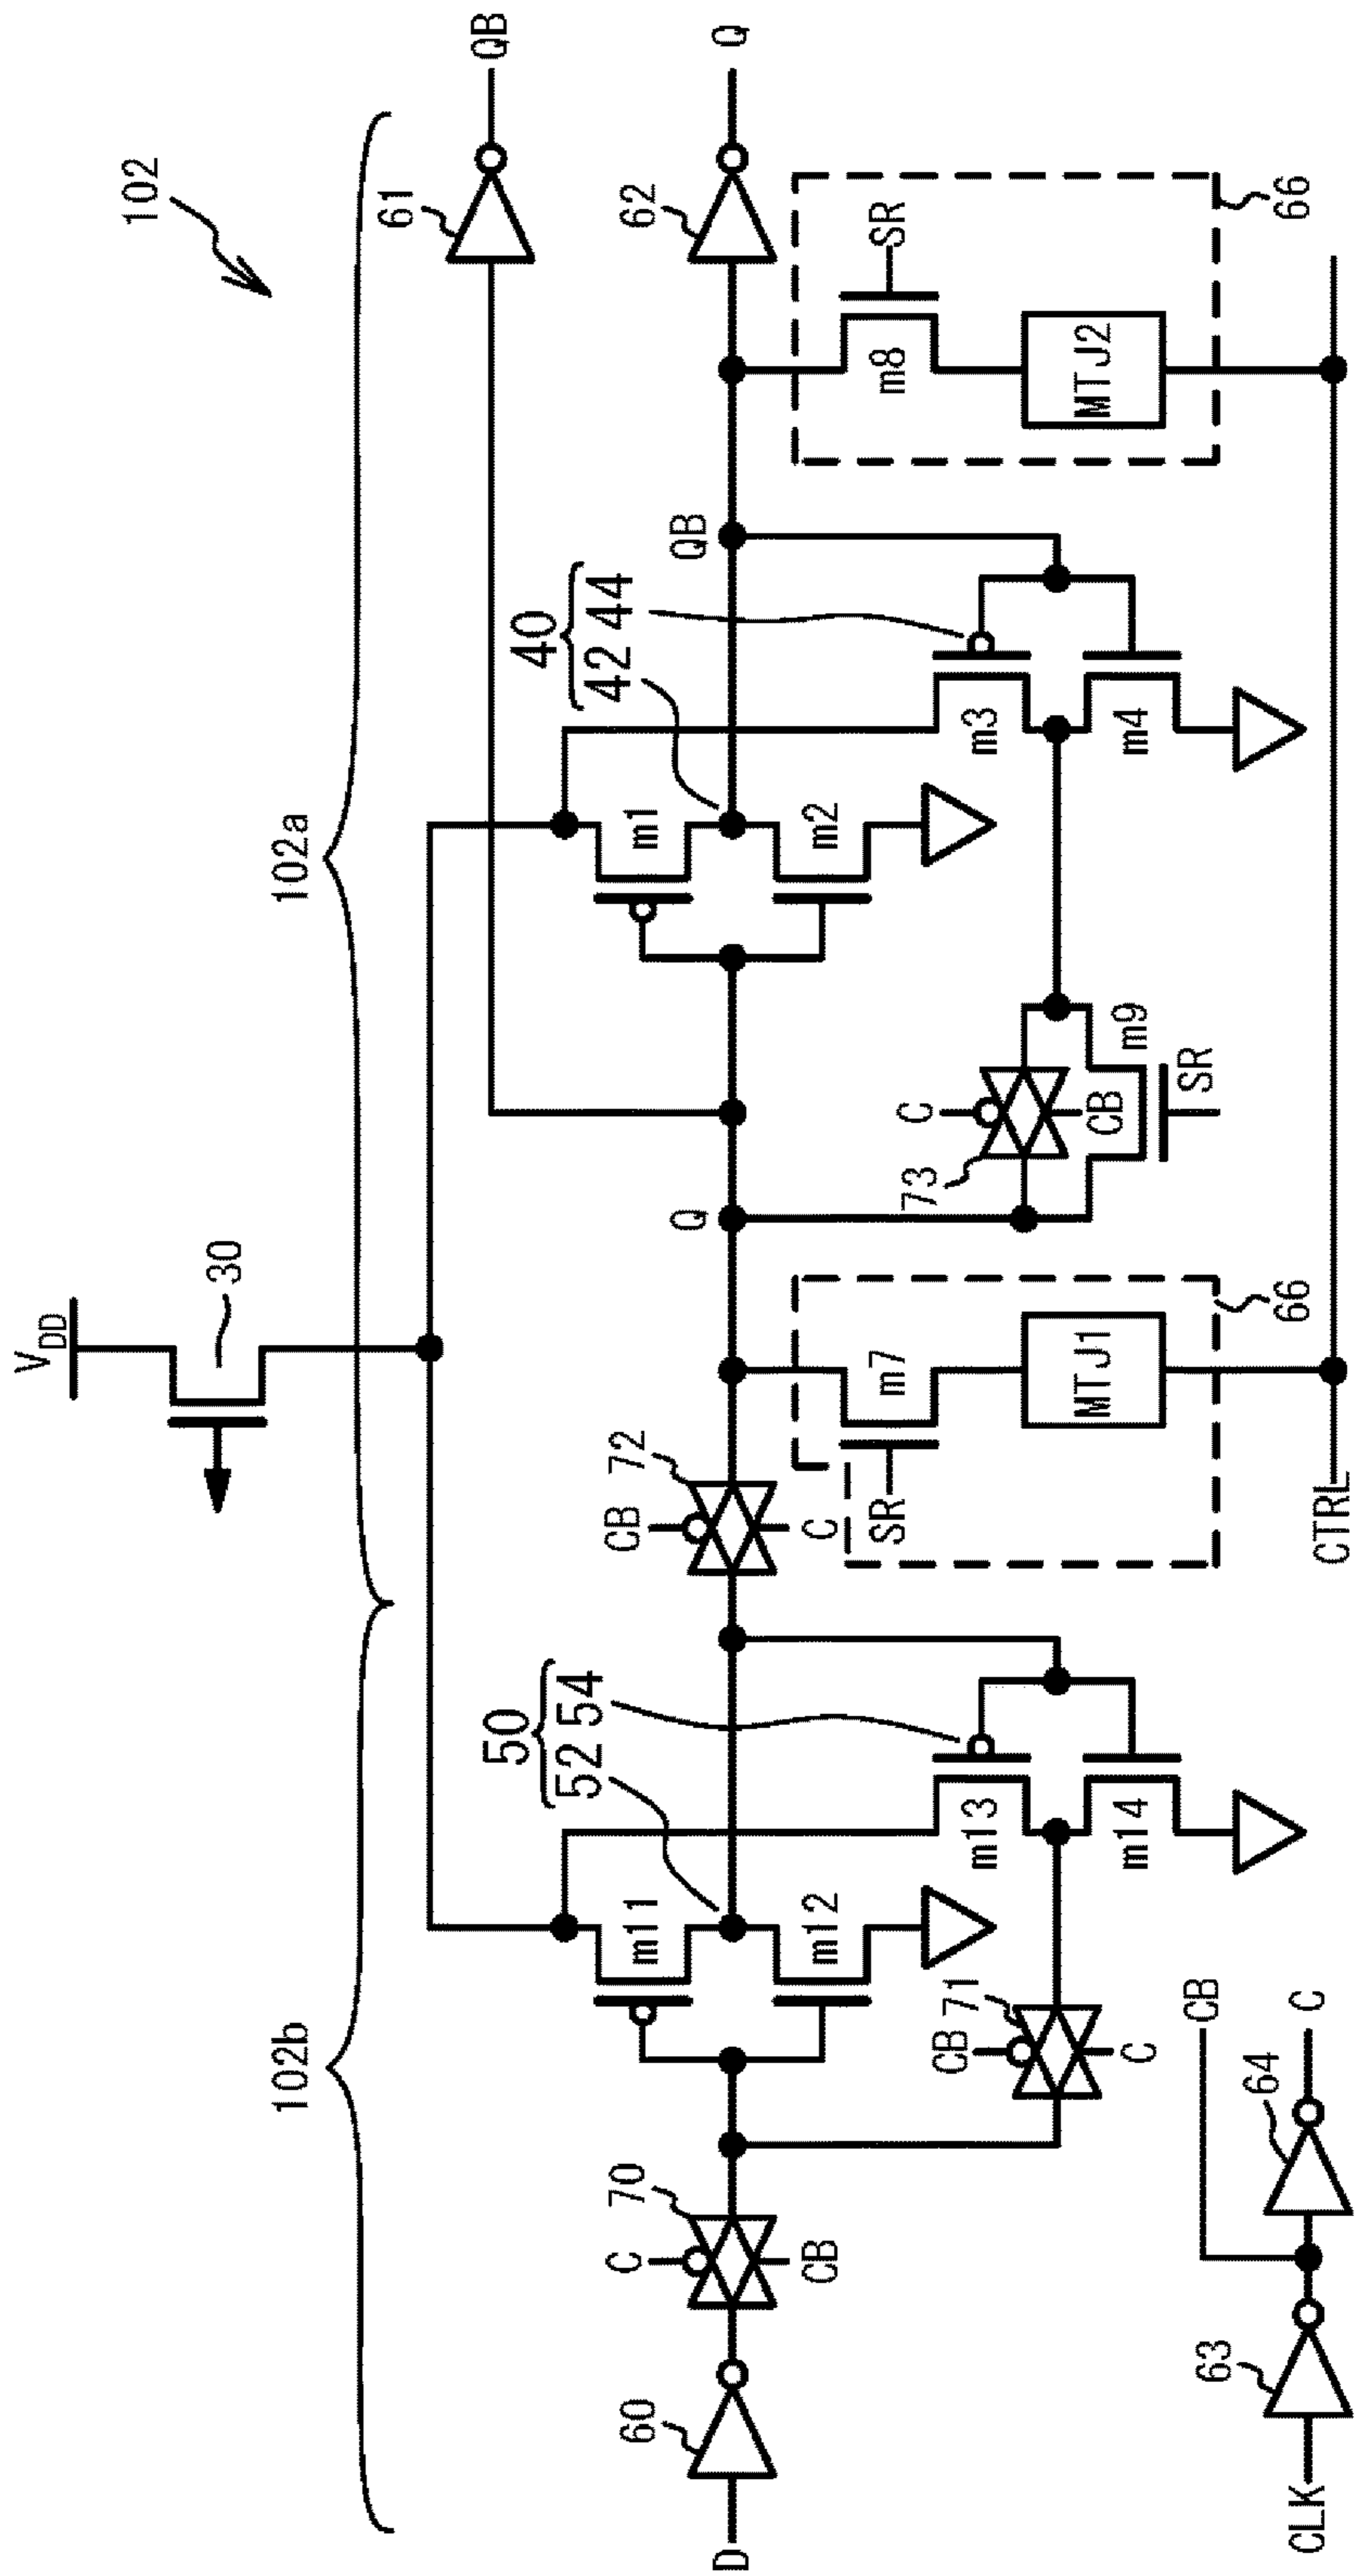 102
102b
102a
VDD
30
QB
61
Q
62
D
60
C
70
CB
50
52 54
m11
m12
m13
m14
CB
71
C
CB
72
C
Q
40
42 44
QB
m1
m2
m3
m4
SR
m7
MTJ1
66
C
73
CB
m9
SR
SR
m8
MTJ2
66
CTRL
CLK
63
64
CB
C